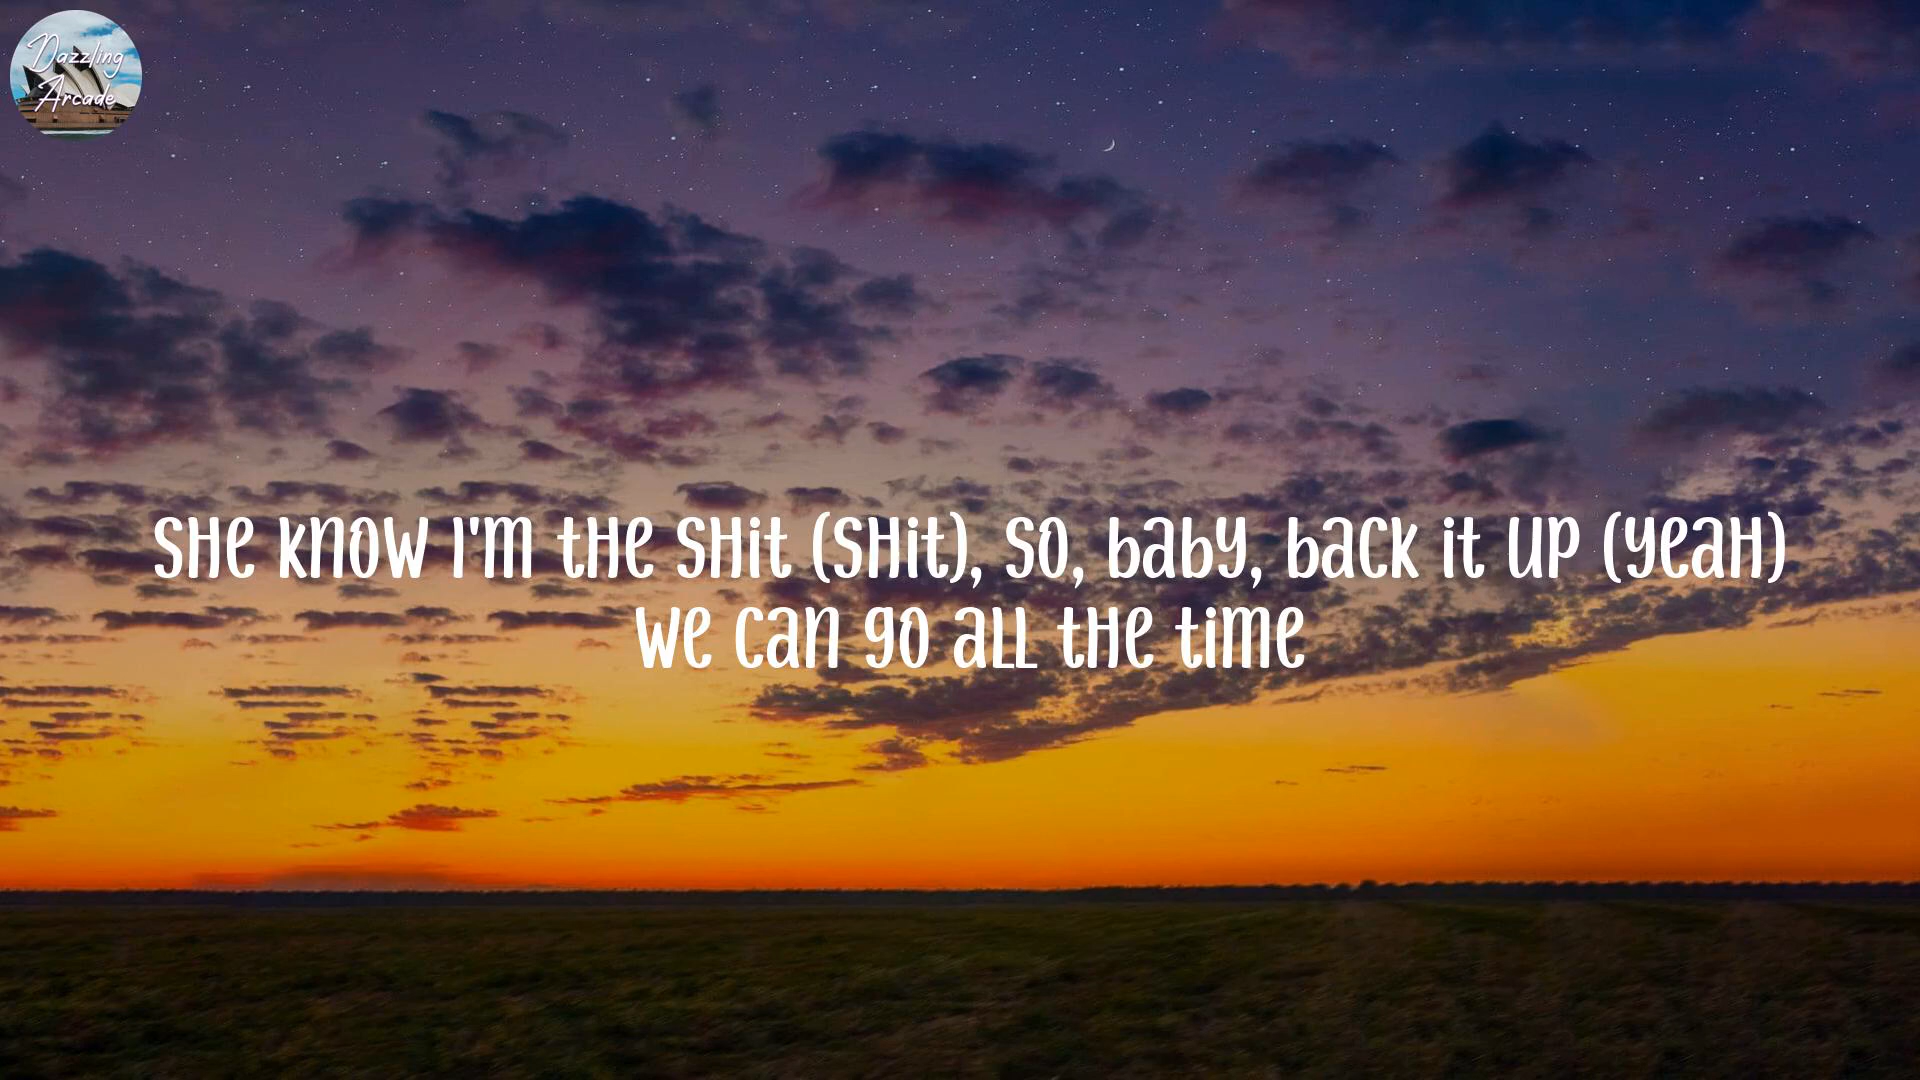 Dazzling
Arcade
She know I'm the shit (shit), so, baby, back it up (yeah)
We can go all the time